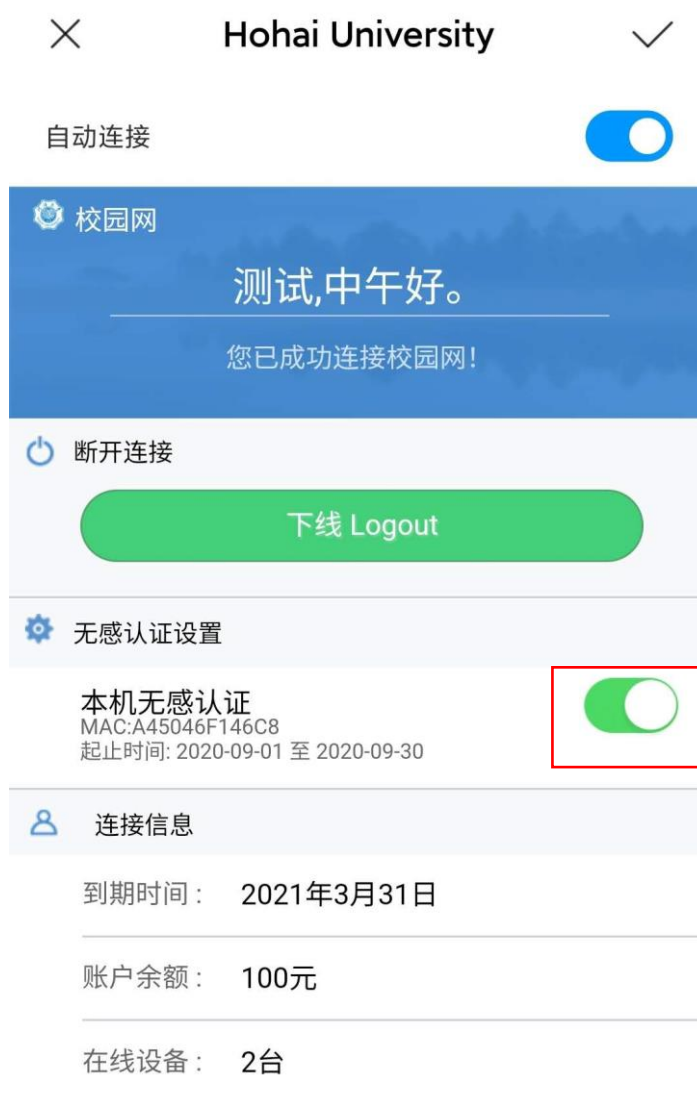 Hohai University
自动连接
校园网
测试,中午好。
您已成功连接校园网!
断开连接
下线 Logout
无感认证设置
本机无感认证
MAC:A45046F146C8
起止时间: 2020-09-01 至 2020-09-30
连接信息
到期时间 : 2021年3月31日
账户余额 : 100元
在线设备 : 2台